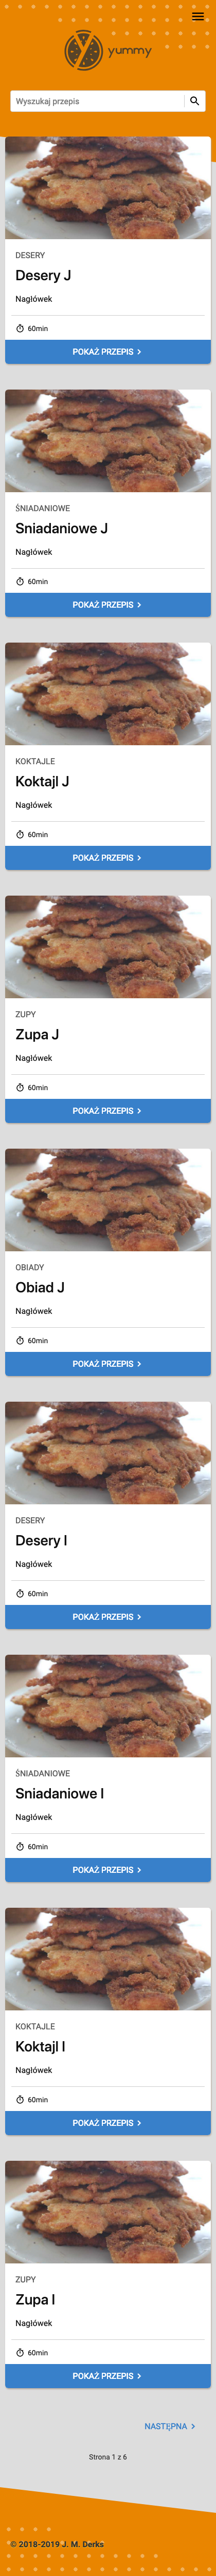 yummy
Wyszukaj przepis
DESERY
Desery J
Nagłówek
60min
POKAŻ PRZEPIS
ŚNIADANIOWE
Sniadaniowe J
Nagłówek
60min
POKAŻ PRZEPIS
KOKTAJLE
Koktajl J
Nagłówek
60min
POKAŻ PRZEPIS
ZUPY
Zupa J
Nagłówek
60min
POKAŻ PRZEPIS
OBIADY
Obiad J
Nagłówek
60min
POKAŻ PRZEPIS
DESERY
Desery I
Nagłówek
60min
POKAŻ PRZEPIS
ŚNIADANIOWE
Sniadaniowe I
Nagłówek
60min
POKAŻ PRZEPIS
KOKTAJLE
Koktajl I
Nagłówek
60min
POKAŻ PRZEPIS
ZUPY
Zupa I
Nagłówek
60min
POKAŻ PRZEPIS
NASTĘPNA
Strona 1 z 6
© 2018-2019 J. M. Derks